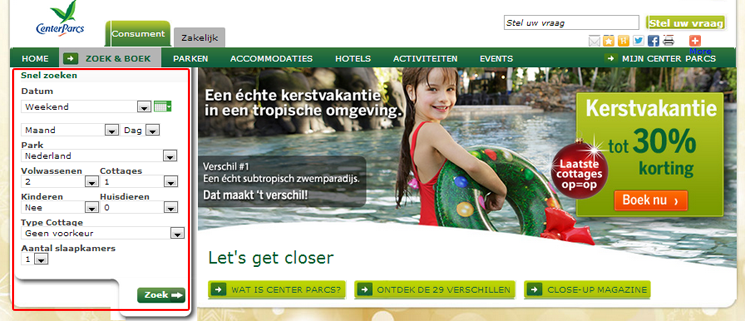 CenterParcs
Consument
Zakelijk
Stel uw vraag
Stel uw vraag
More
HOME
ZOEK & BOEK
PARKEN
ACCOMMODATIES
HOTELS
ACTIVITEITEN
EVENTS
MIJN CENTER PARCS
Snel zoeken
Datum
Weekend
Maand
Dag
Park
Nederland
Volwassenen
Cottages
2
1
Kinderen
Huisdieren
Nee
0
Type Cottage
Geen voorkeur
Aantal slaapkamers
1
Zoek
Een échte kerstvakantie
in een tropische omgeving.
Verschil #1
Een écht subtropisch zwemparadijs.
Dat maakt 't verschil!
Kerstvakantie
tot 30%
korting
Laatste
cottages
op=op
Boek nu
Let's get closer
WAT IS CENTER PARCS?
ONTDEK DE 29 VERSCHILLEN
CLOSE-UP MAGAZINE